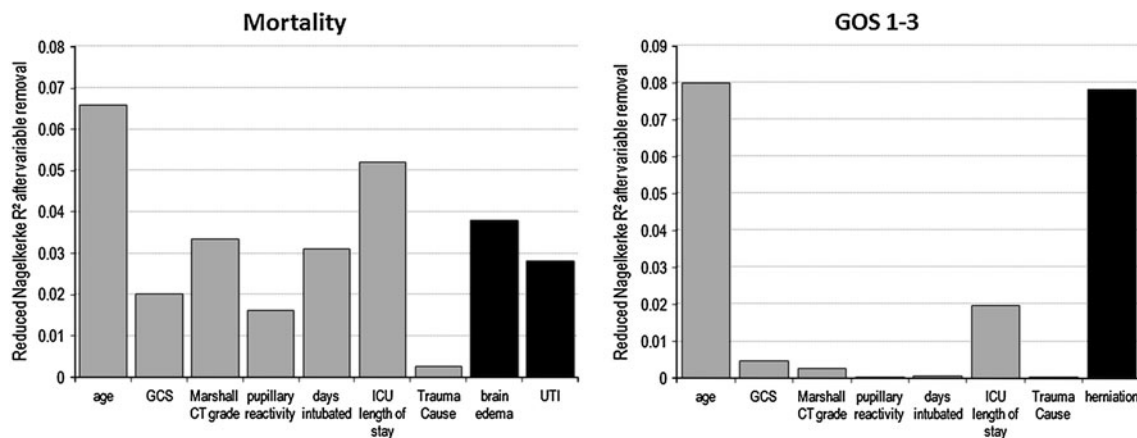 Mortality
Reduced Nagelkerke R² after variable removal
0.08
0.07
0.06
0.05
0.04
0.03
0.02
0.01
0
age
GCS
Marshall
CT grade
pupillary
reactivity
days
intubated
ICU
length of
stay
Trauma
Cause
brain
edema
UTI
GOS 1-3
Reduced Nagelkerke R² after variable removal
0.09
0.08
0.07
0.06
0.05
0.04
0.03
0.02
0.01
0
age
GCS
Marshall
CT grade
pupillary
reactivity
days
intubated
ICU
length of
stay
Trauma
Cause
herniation